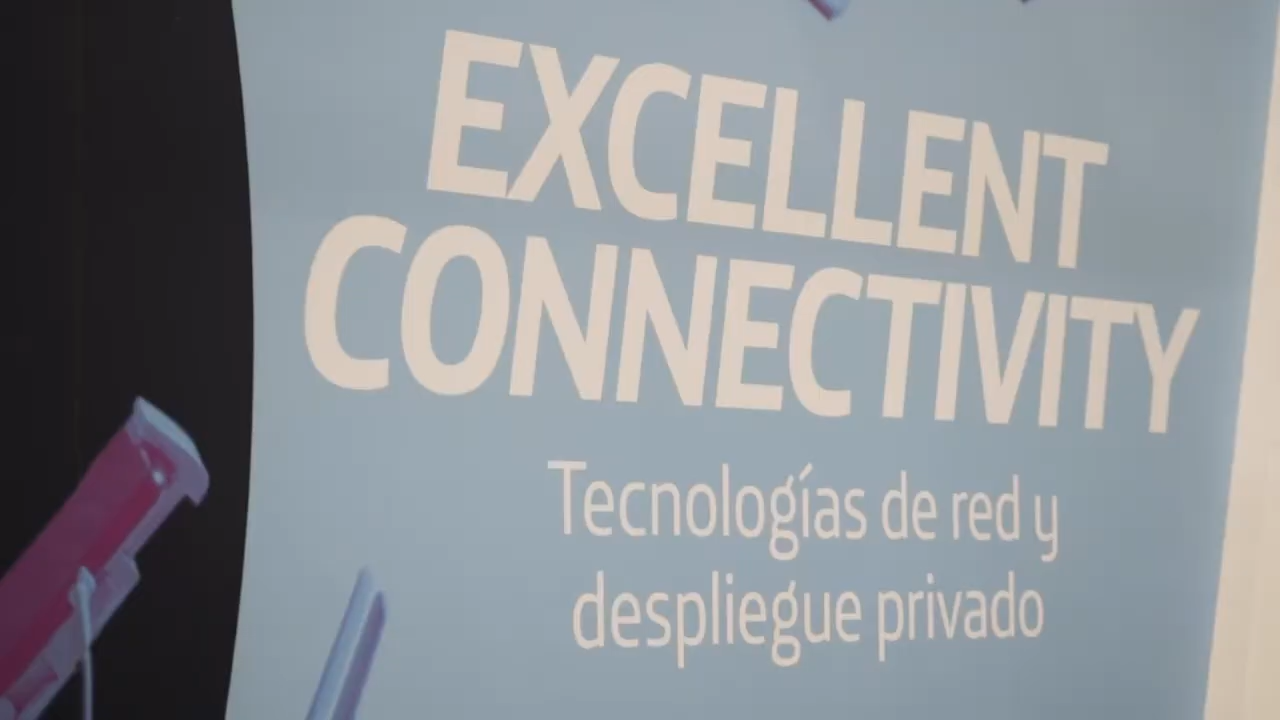 EXCELLENT
CONNECTIVITY
Tecnologías de red y
despliegue privado